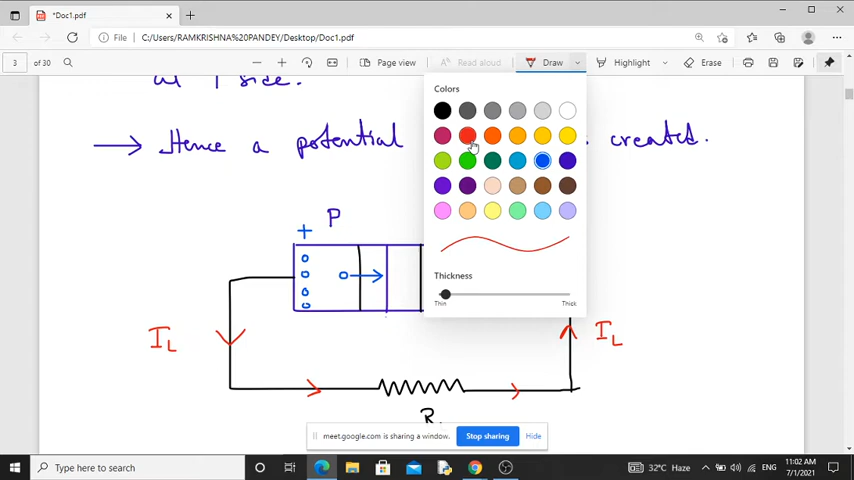 *Doc1.pdf
File C:/Users/RAMKRISHNA%20PANDEY/Desktop/Doc1.pdf
3 of 30 Page view Read aloud Draw Highlight Erase
at side.
Colors
Hence a potential created.
+ P
Thickness
Thin Thick
IL IL
R
meet.google.com is sharing a window. Stop sharing Hide
Type here to search 32°C Haze ENG 11:02 AM 7/1/2021